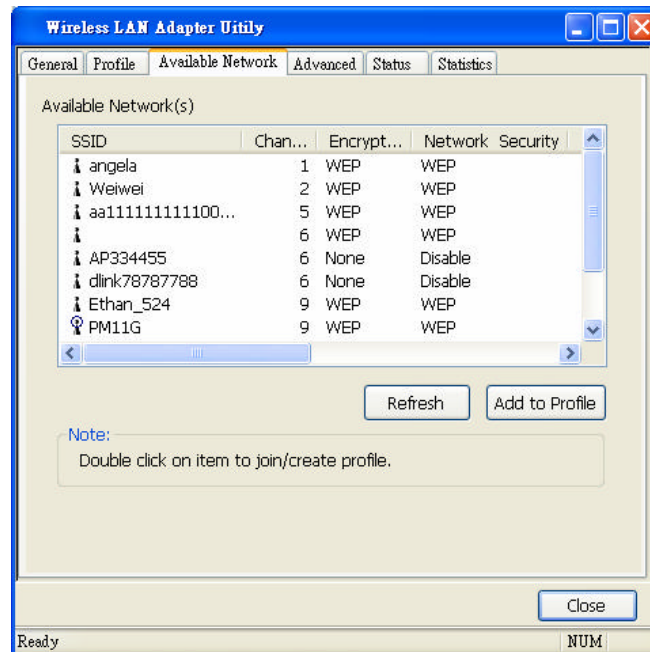 Wireless LAN Adapter Uitily
General Profile Available Network Advanced Status Statistics
Available Network(s)
SSID Chan... Encrypt... Network Security
angela 1 WEP WEP
Weiwei 2 WEP WEP
aa111111111100... 5 WEP WEP
6 WEP WEP
AP334455 6 None Disable
dlink78787788 6 None Disable
Ethan_524 9 WEP WEP
PM11G 9 WEP WEP
Refresh Add to Profile
Note:
Double click on item to join/create profile.
Close
Ready NUM